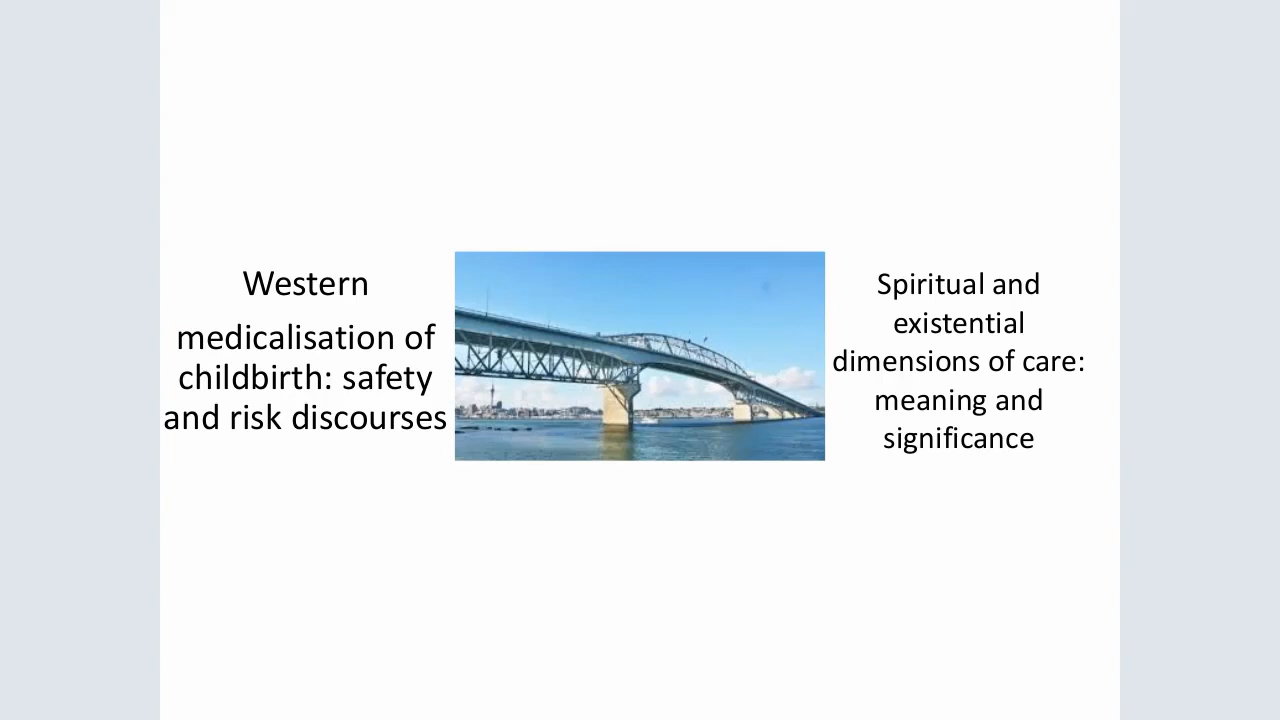 Western
medicalisation of
childbirth: safety
and risk discourses
Spiritual and
existential
dimensions of care:
meaning and
significance